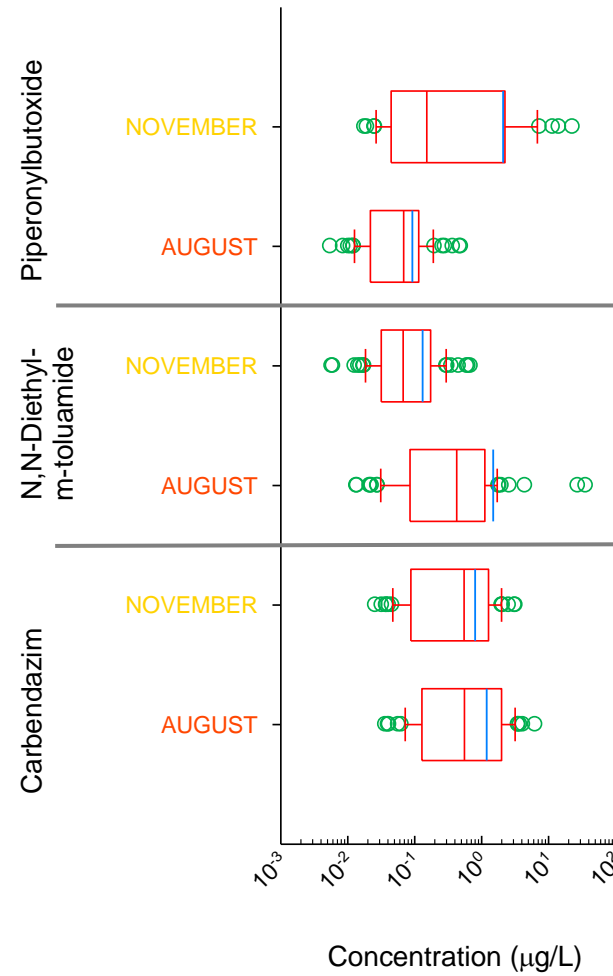 Piperonylbutoxide
NOVEMBER
AUGUST
N,N-Diethyl-
m-toluamide
NOVEMBER
AUGUST
Carbendazim
NOVEMBER
AUGUST
10⁻³ 10⁻² 10⁻¹ 10⁰ 10¹ 10²
Concentration (µg/L)